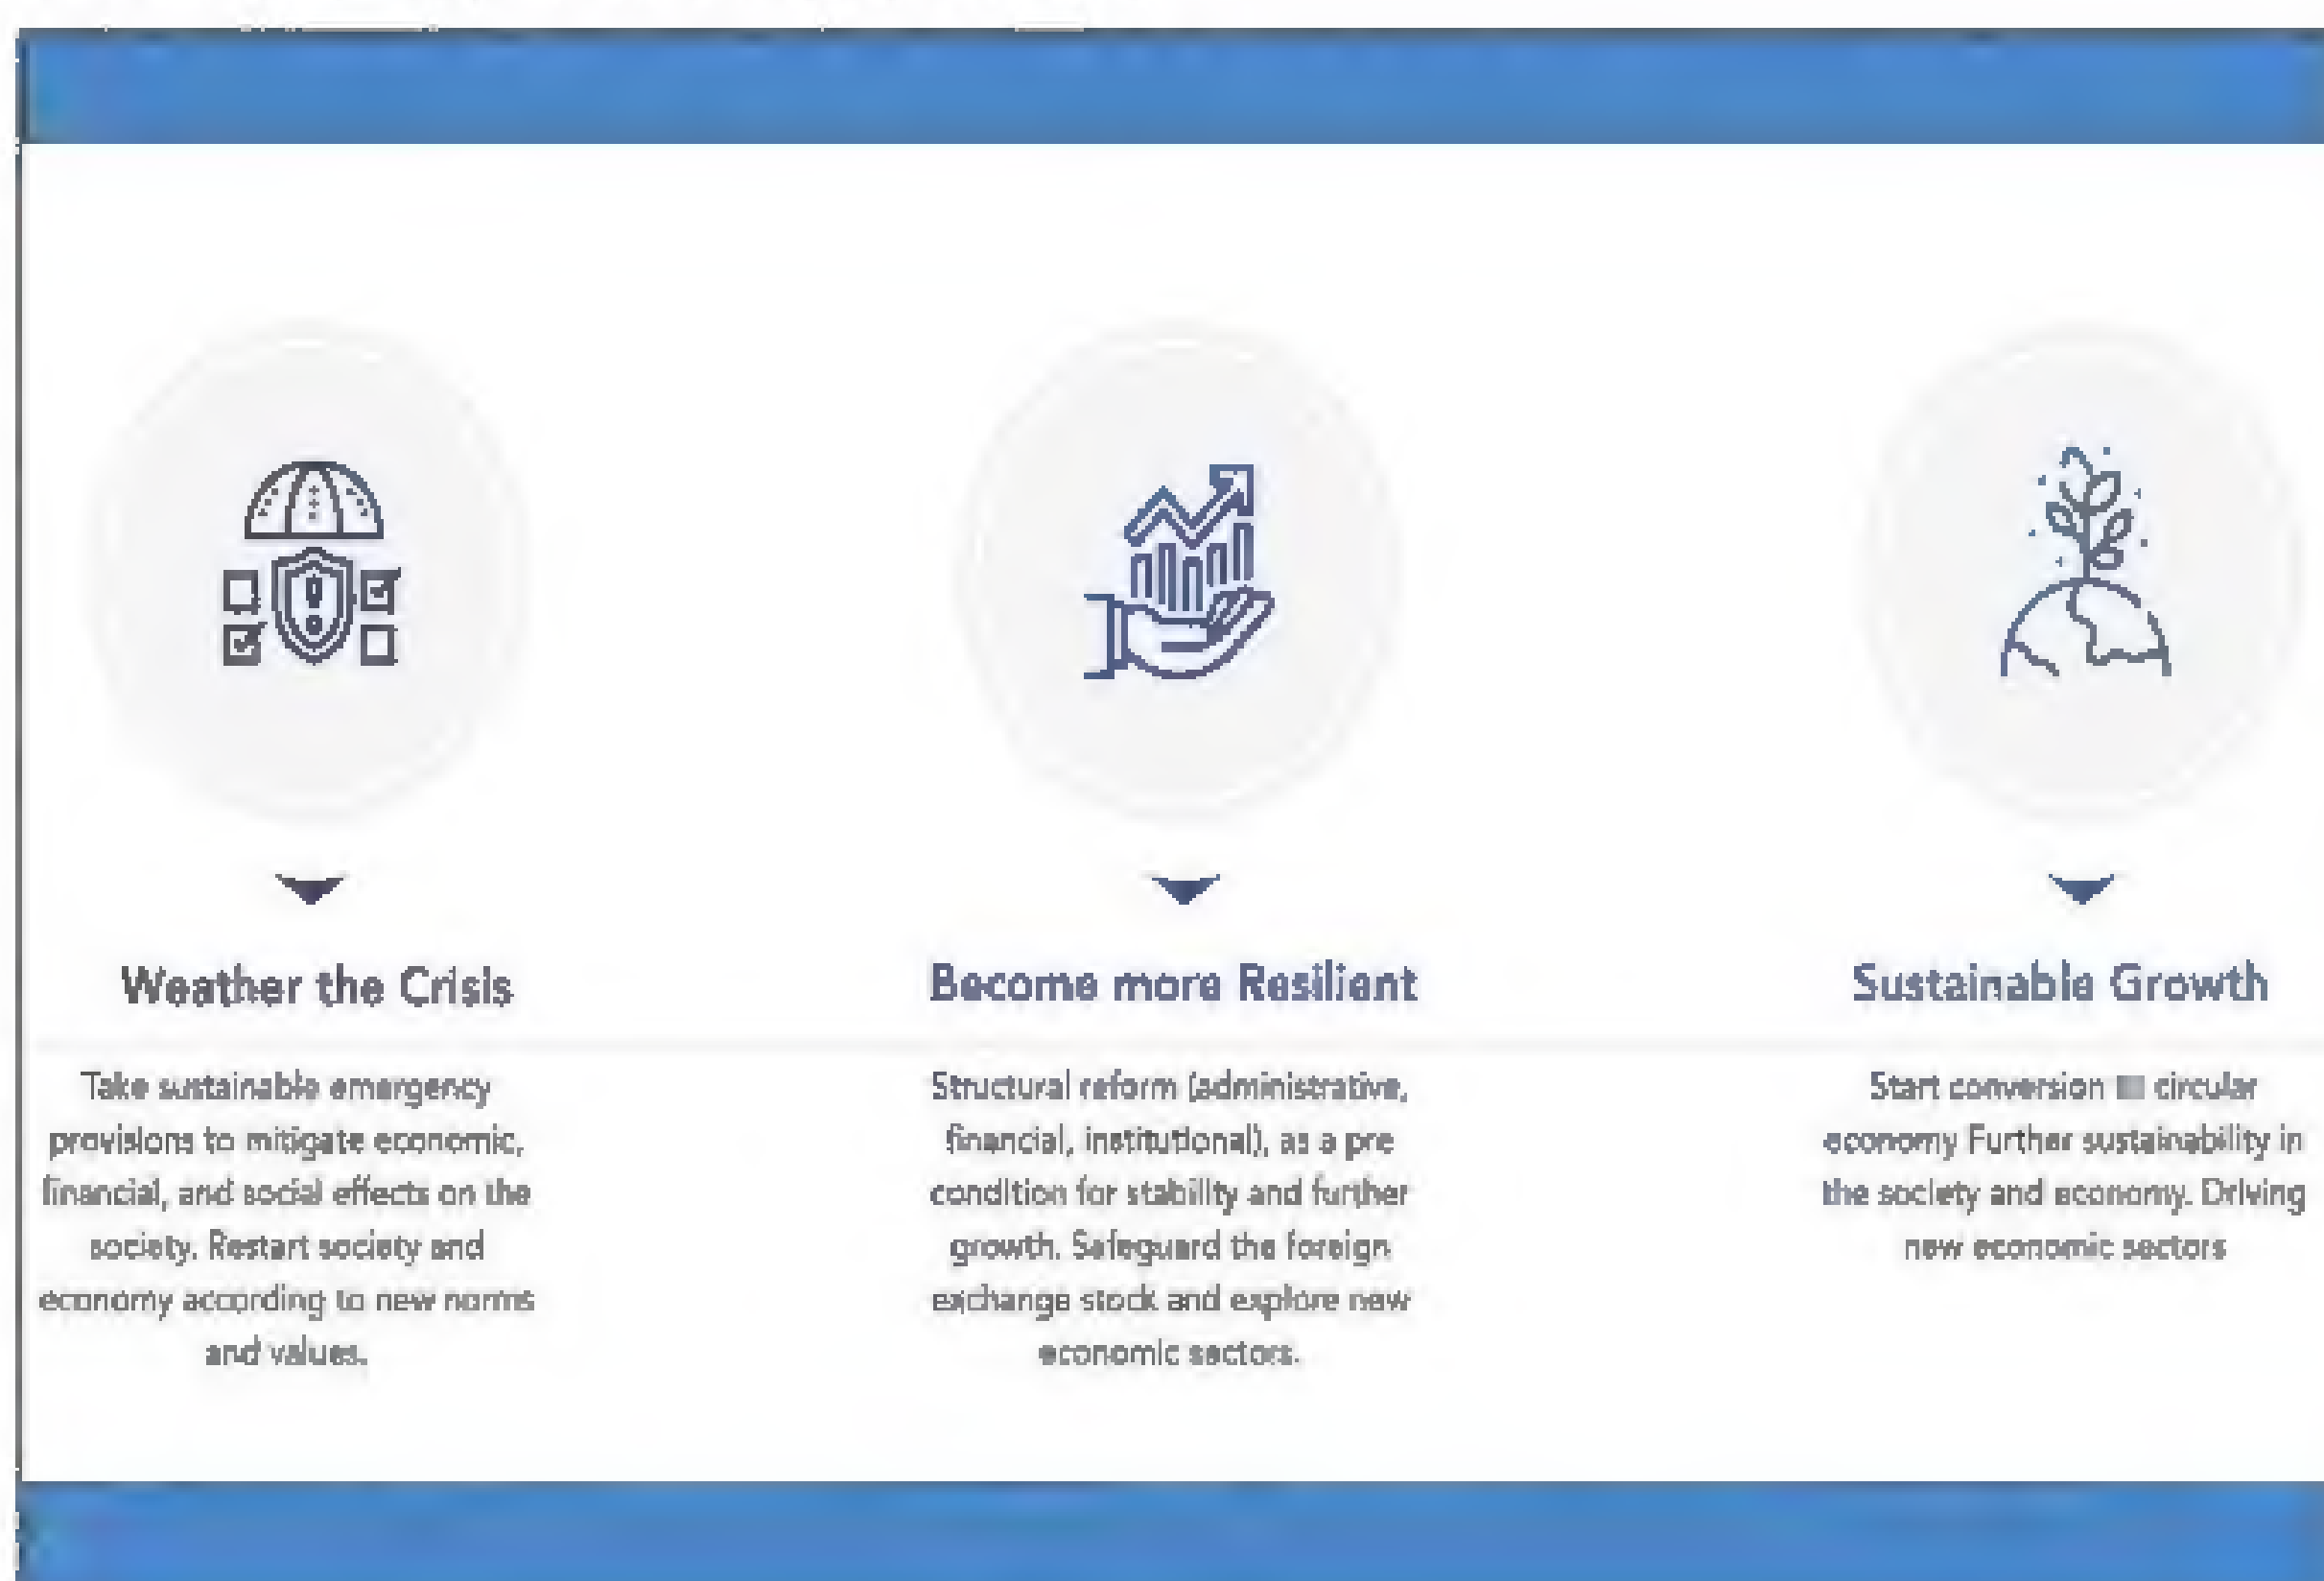 Weather the Crisis
Take sustainable emergency
provisions to mitigate economic,
financial, and social effects on the
society. Restart society and
economy according to new norms
and values.
Become more Resilient
Structural reform (administrative,
financial, institutional), as a pre
condition for stability and further
growth. Safeguard the foreign
exchange stock and explore new
economic sectors.
Sustainable Growth
Start conversion circular
economy Further sustainability in
the society and economy. Driving
new economic sectors